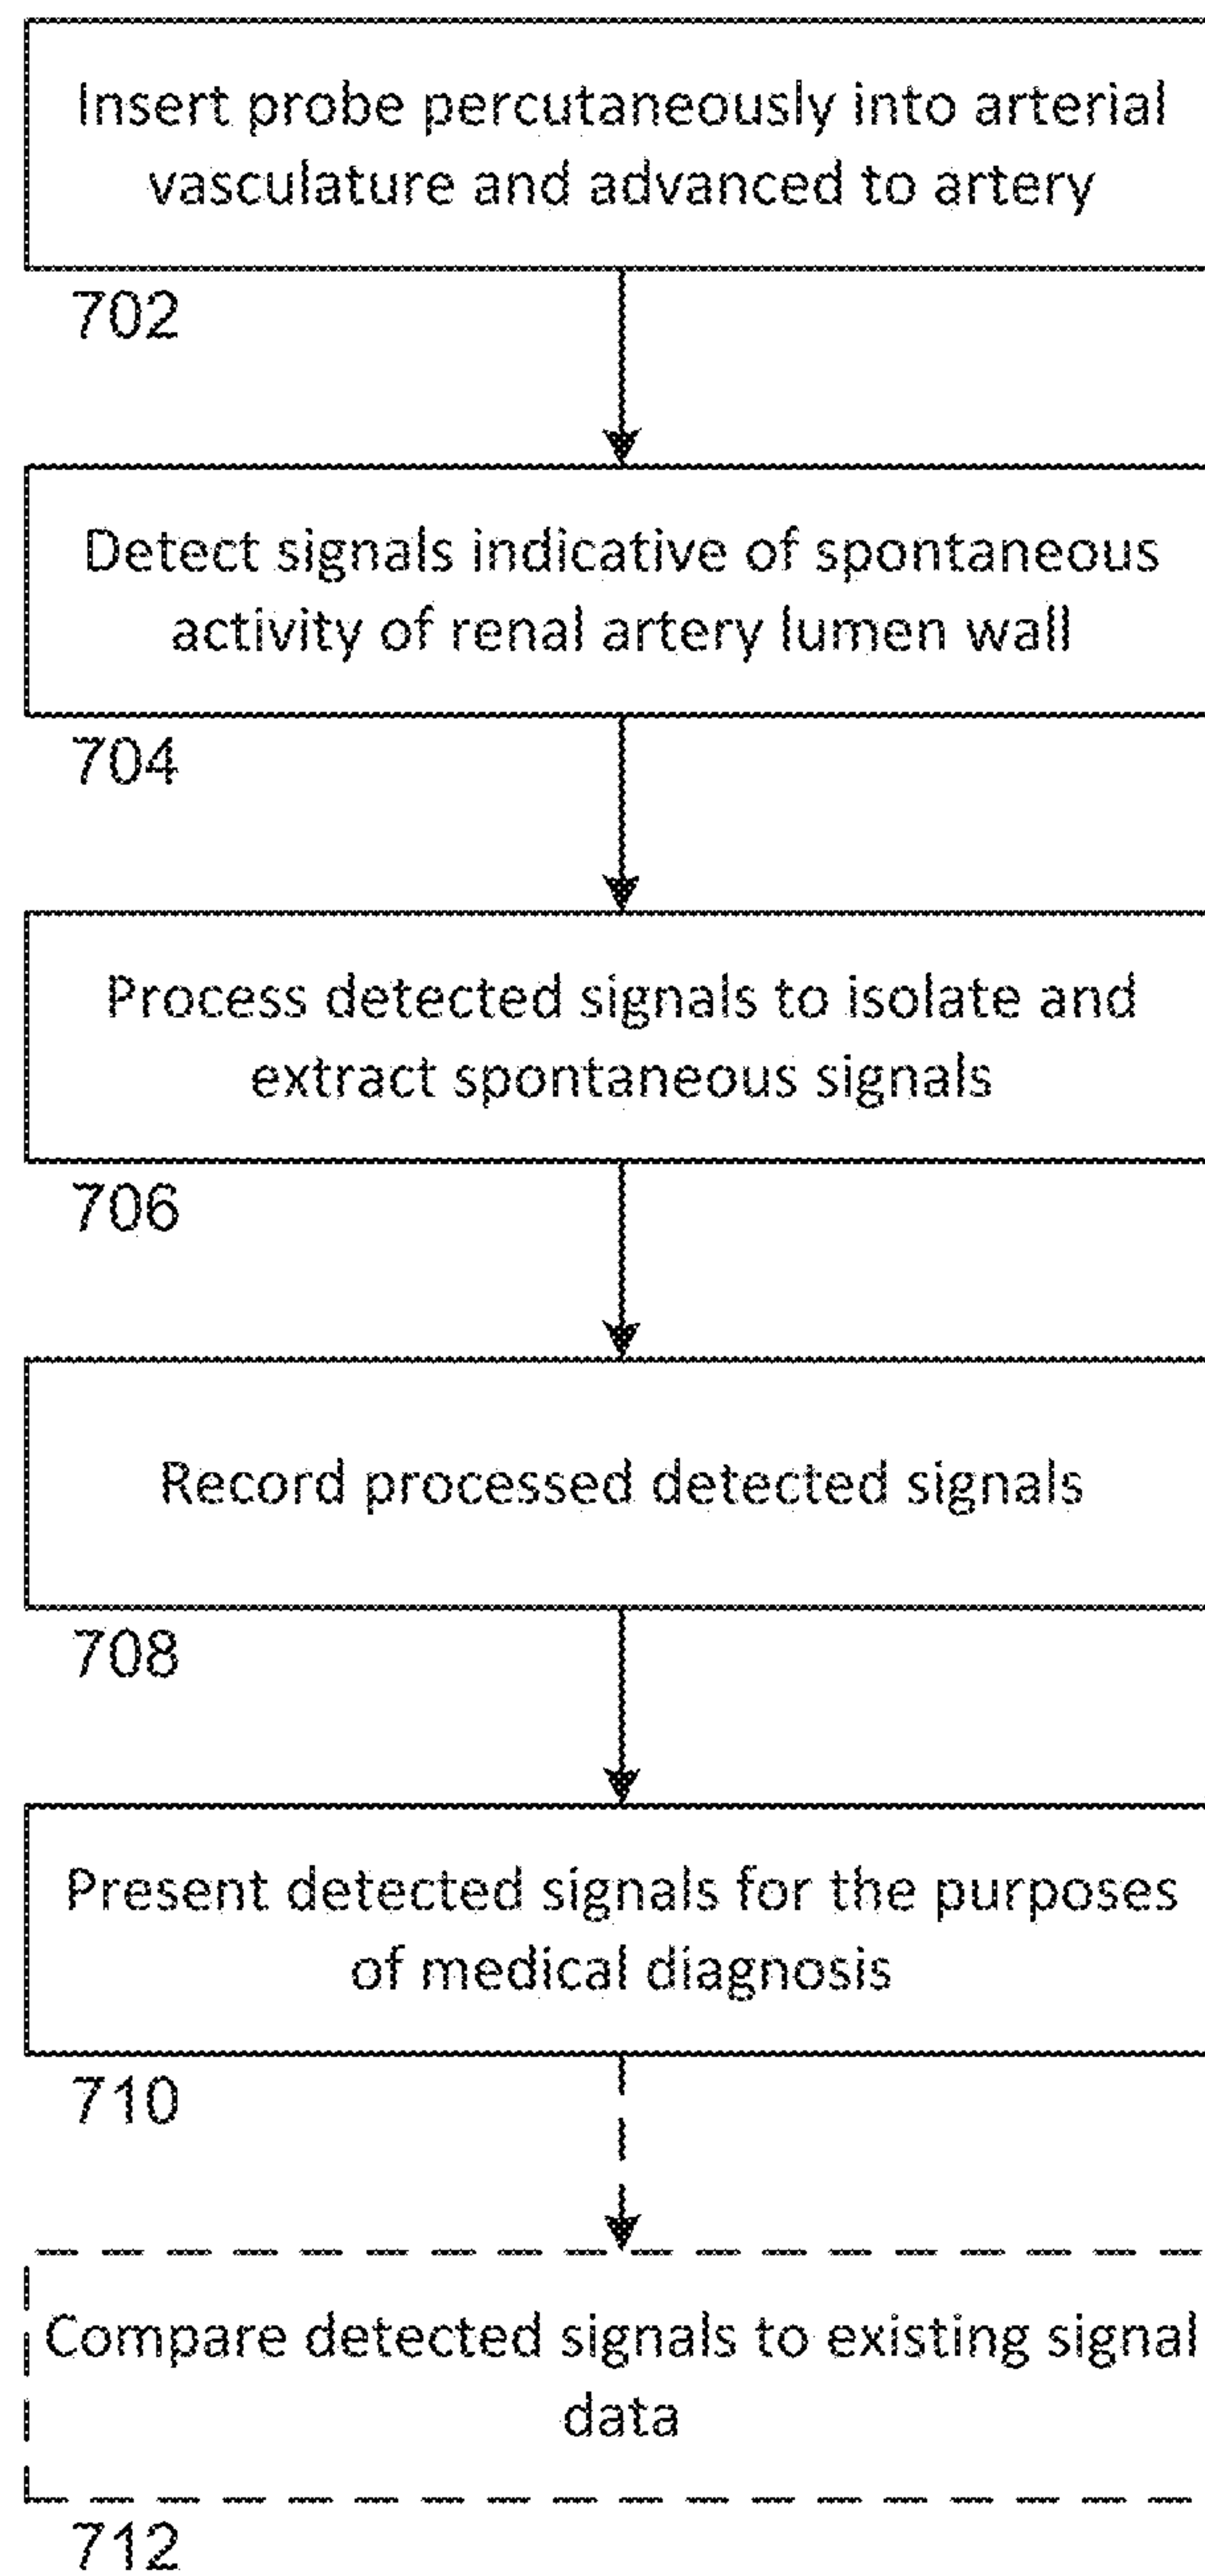 Insert probe percutaneously into arterial
vasculature and advanced to artery
702
Detect signals indicative of spontaneous
activity of renal artery lumen wall
704
Process detected signals to isolate and
extract spontaneous signals
706
Record processed detected signals
708
Present detected signals for the purposes
of medical diagnosis
710
Compare detected signals to existing signal
data
712